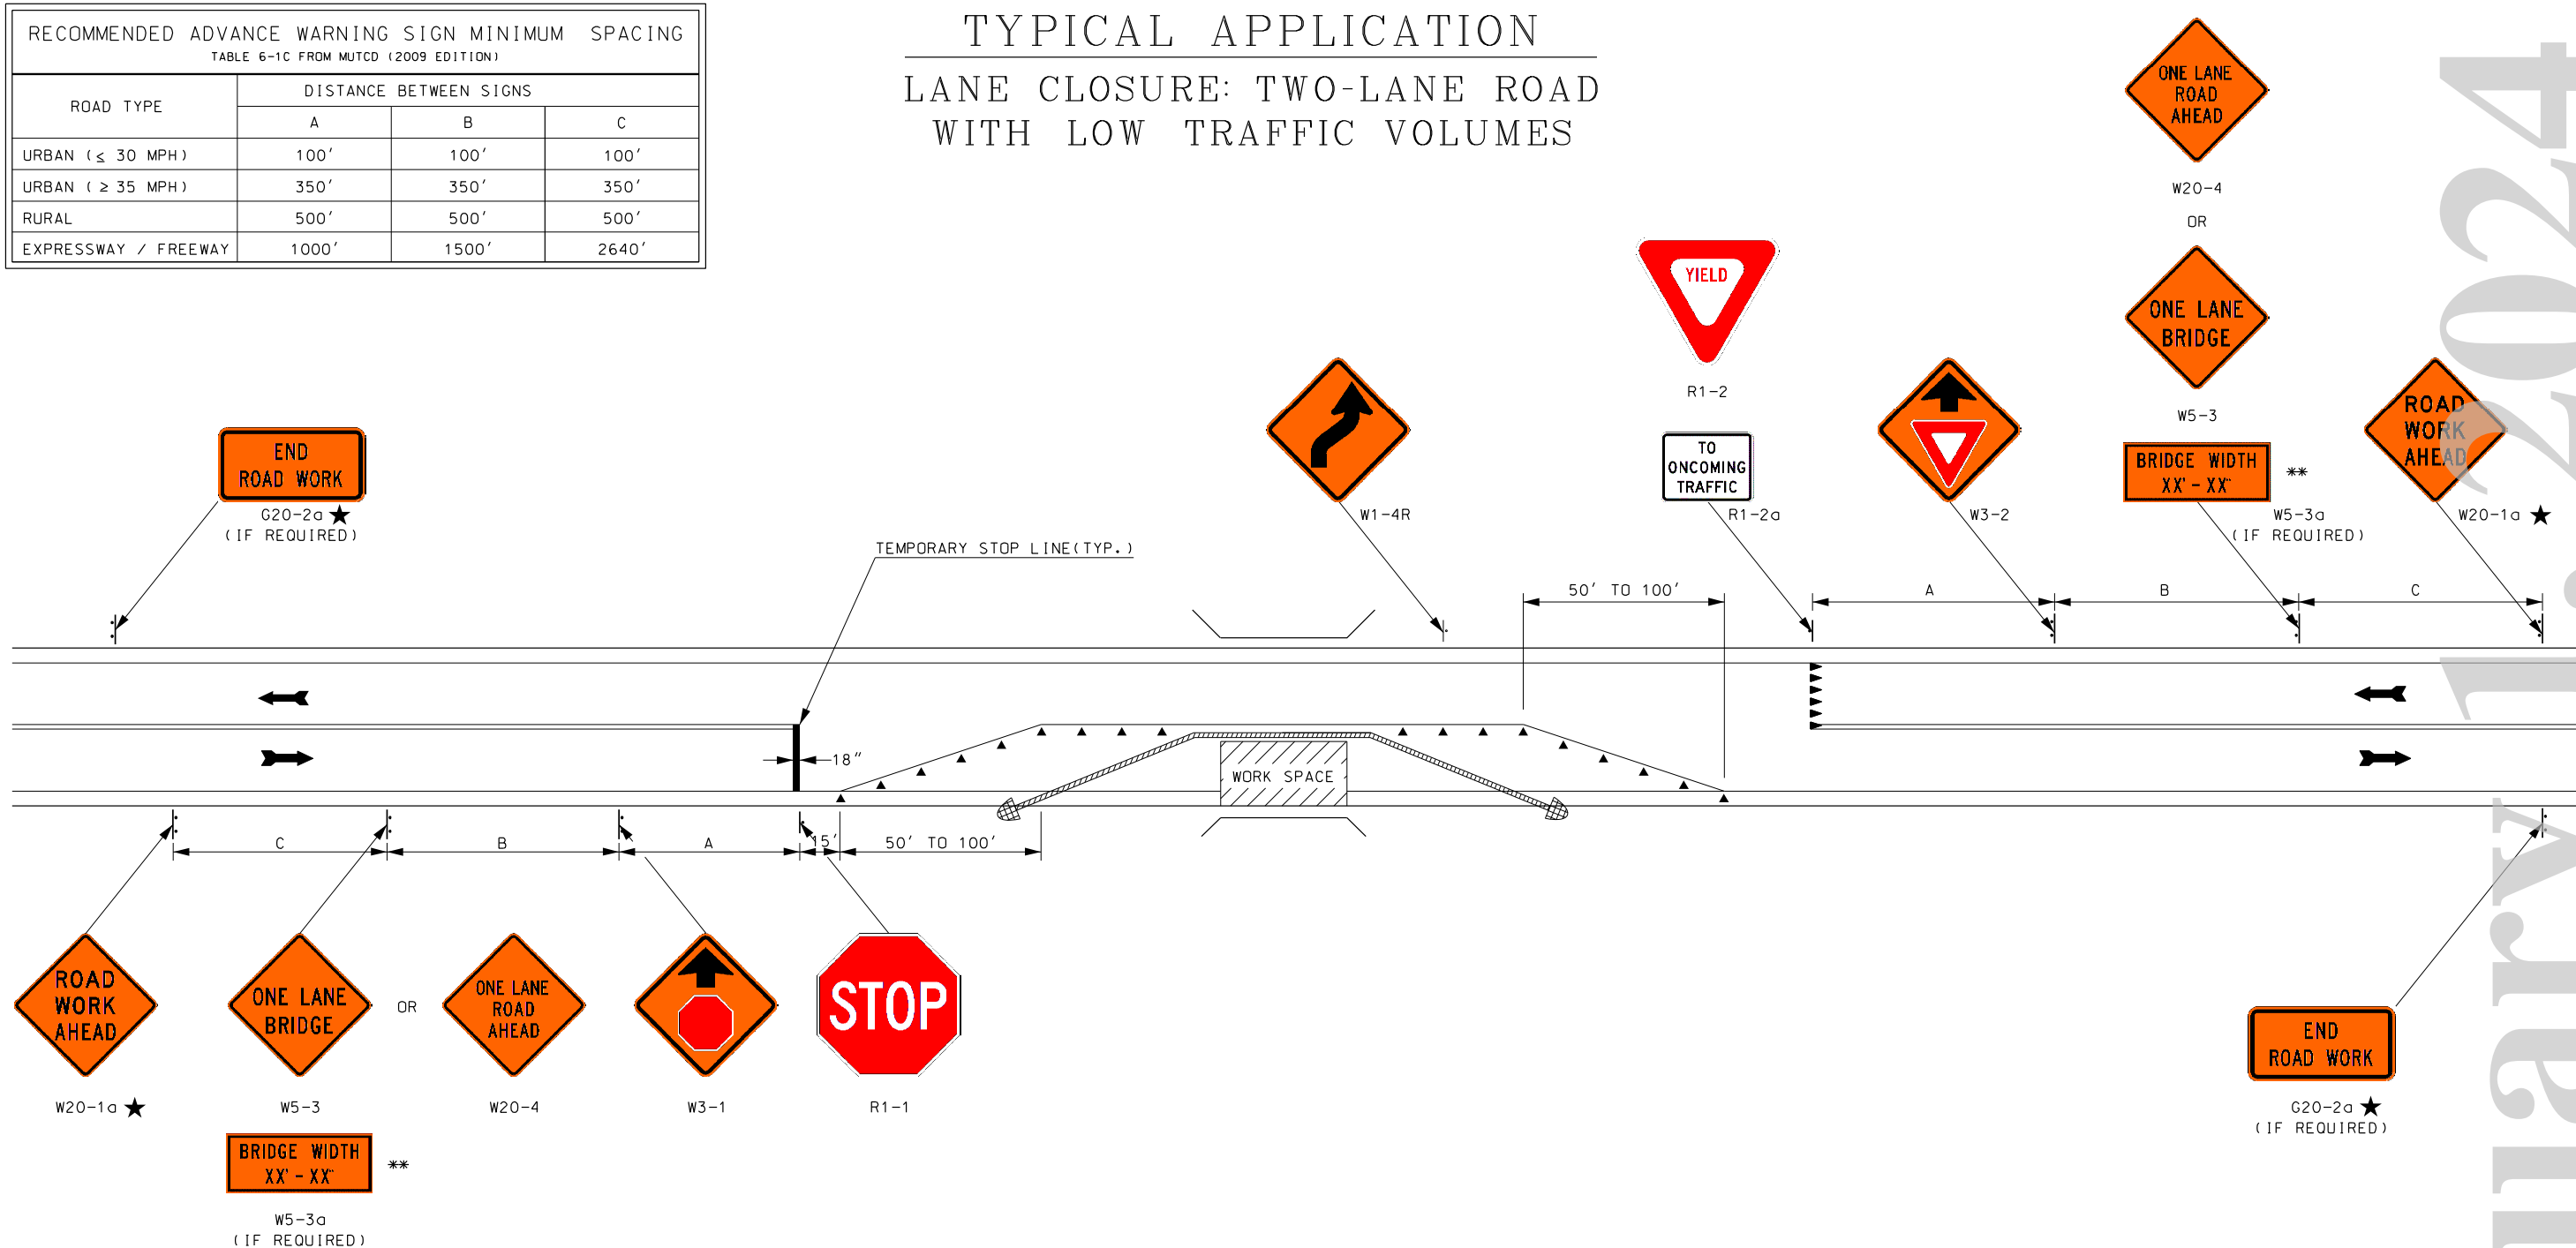 RECOMMENDED ADVANCE WARNING SIGN MINIMUM SPACING
TABLE 6-1C FROM MUTCD (2009 EDITION)
ROAD TYPE
DISTANCE BETWEEN SIGNS
A B C
URBAN (≤ 30 MPH) 100' 100' 100'
URBAN (≥ 35 MPH) 350' 350' 350'
RURAL 500' 500' 500'
EXPRESSWAY / FREEWAY 1000' 1500' 2640'
TYPICAL APPLICATION
LANE CLOSURE: TWO-LANE ROAD
WITH LOW TRAFFIC VOLUMES
ONE LANE
ROAD
AHEAD
W20-4
OR
ONE LANE
BRIDGE
W5-3
BRIDGE WIDTH
XX' - XX"
**
W5-3a
(IF REQUIRED)
ROAD
WORK
AHEAD
W20-1a ★
YIELD
R1-2
TO
ONCOMING
TRAFFIC
R1-2a
W3-2
W1-4R
END
ROAD WORK
G20-2a ★
(IF REQUIRED)
TEMPORARY STOP LINE(TYP.)
50' TO 100'
A
B
C
18"
WORK SPACE
C
B
A
15'
50' TO 100'
ROAD
WORK
AHEAD
W20-1a ★
ONE LANE
BRIDGE
W5-3
OR
ONE LANE
ROAD
AHEAD
W20-4
W3-1
STOP
R1-1
BRIDGE WIDTH
XX' - XX"
**
W5-3a
(IF REQUIRED)
END
ROAD WORK
G20-2a ★
(IF REQUIRED)
uary 1, 2024